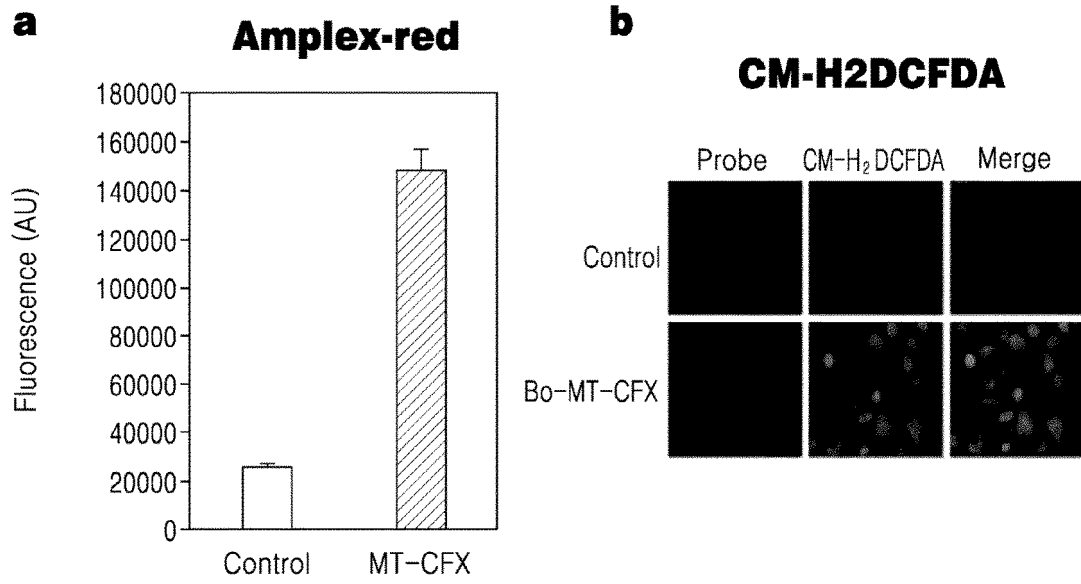 a
Amplex-red
180000
160000
140000
120000
100000
80000
60000
40000
20000
0
Fluorescence (AU)
Control MT-CFX
b
CM-H2DCFDA
Probe CM-H₂DCFDA Merge
Control
Bo-MT-CFX